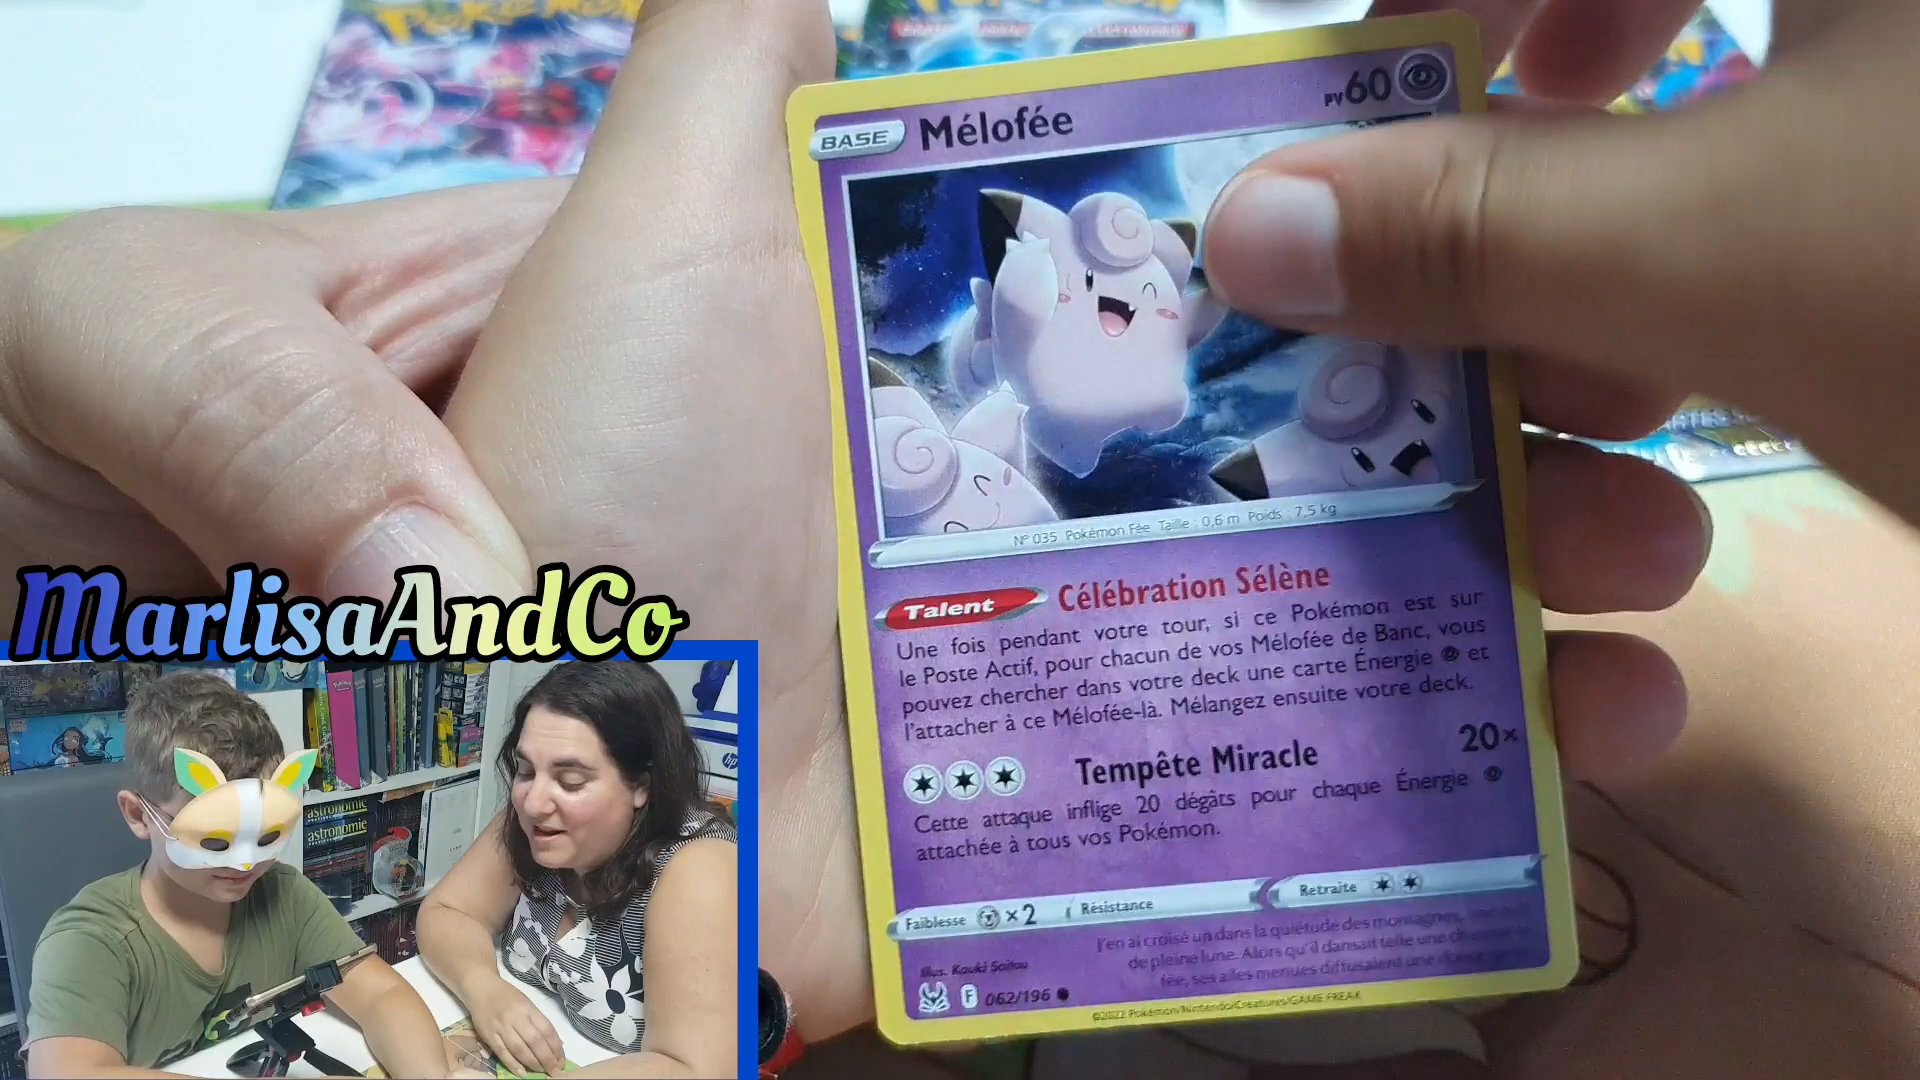 POKÉMON
BASE Mélofée PV60
N° 035 Pokémon Fée Taille : 0,6 m Poids : 7,5 kg
Talent Célébration Sélène
Une fois pendant votre tour, si ce Pokémon est sur
le Poste Actif, pour chacun de vos Mélofée de Banc, vous
pouvez chercher dans votre deck une carte Énergie et
l'attacher à ce Mélofée-là. Mélangez ensuite votre deck.
Tempête Miracle 20×
Cette attaque inflige 20 dégâts pour chaque Énergie
attachée à tous vos Pokémon.
Faiblesse ×2 Résistance Retraite
J'en ai croisé un dans la quiétude des montagnes,
de pleine lune. Alors qu'il dansait telle une
fée, ses ailes menues diffusaient une
Illus. Kouki Saitou
F 062/196
©2022 Pokémon/Nintendo/Creatures/GAME FREAK
MarlisaAndCo
astronomie
astronomie
hp